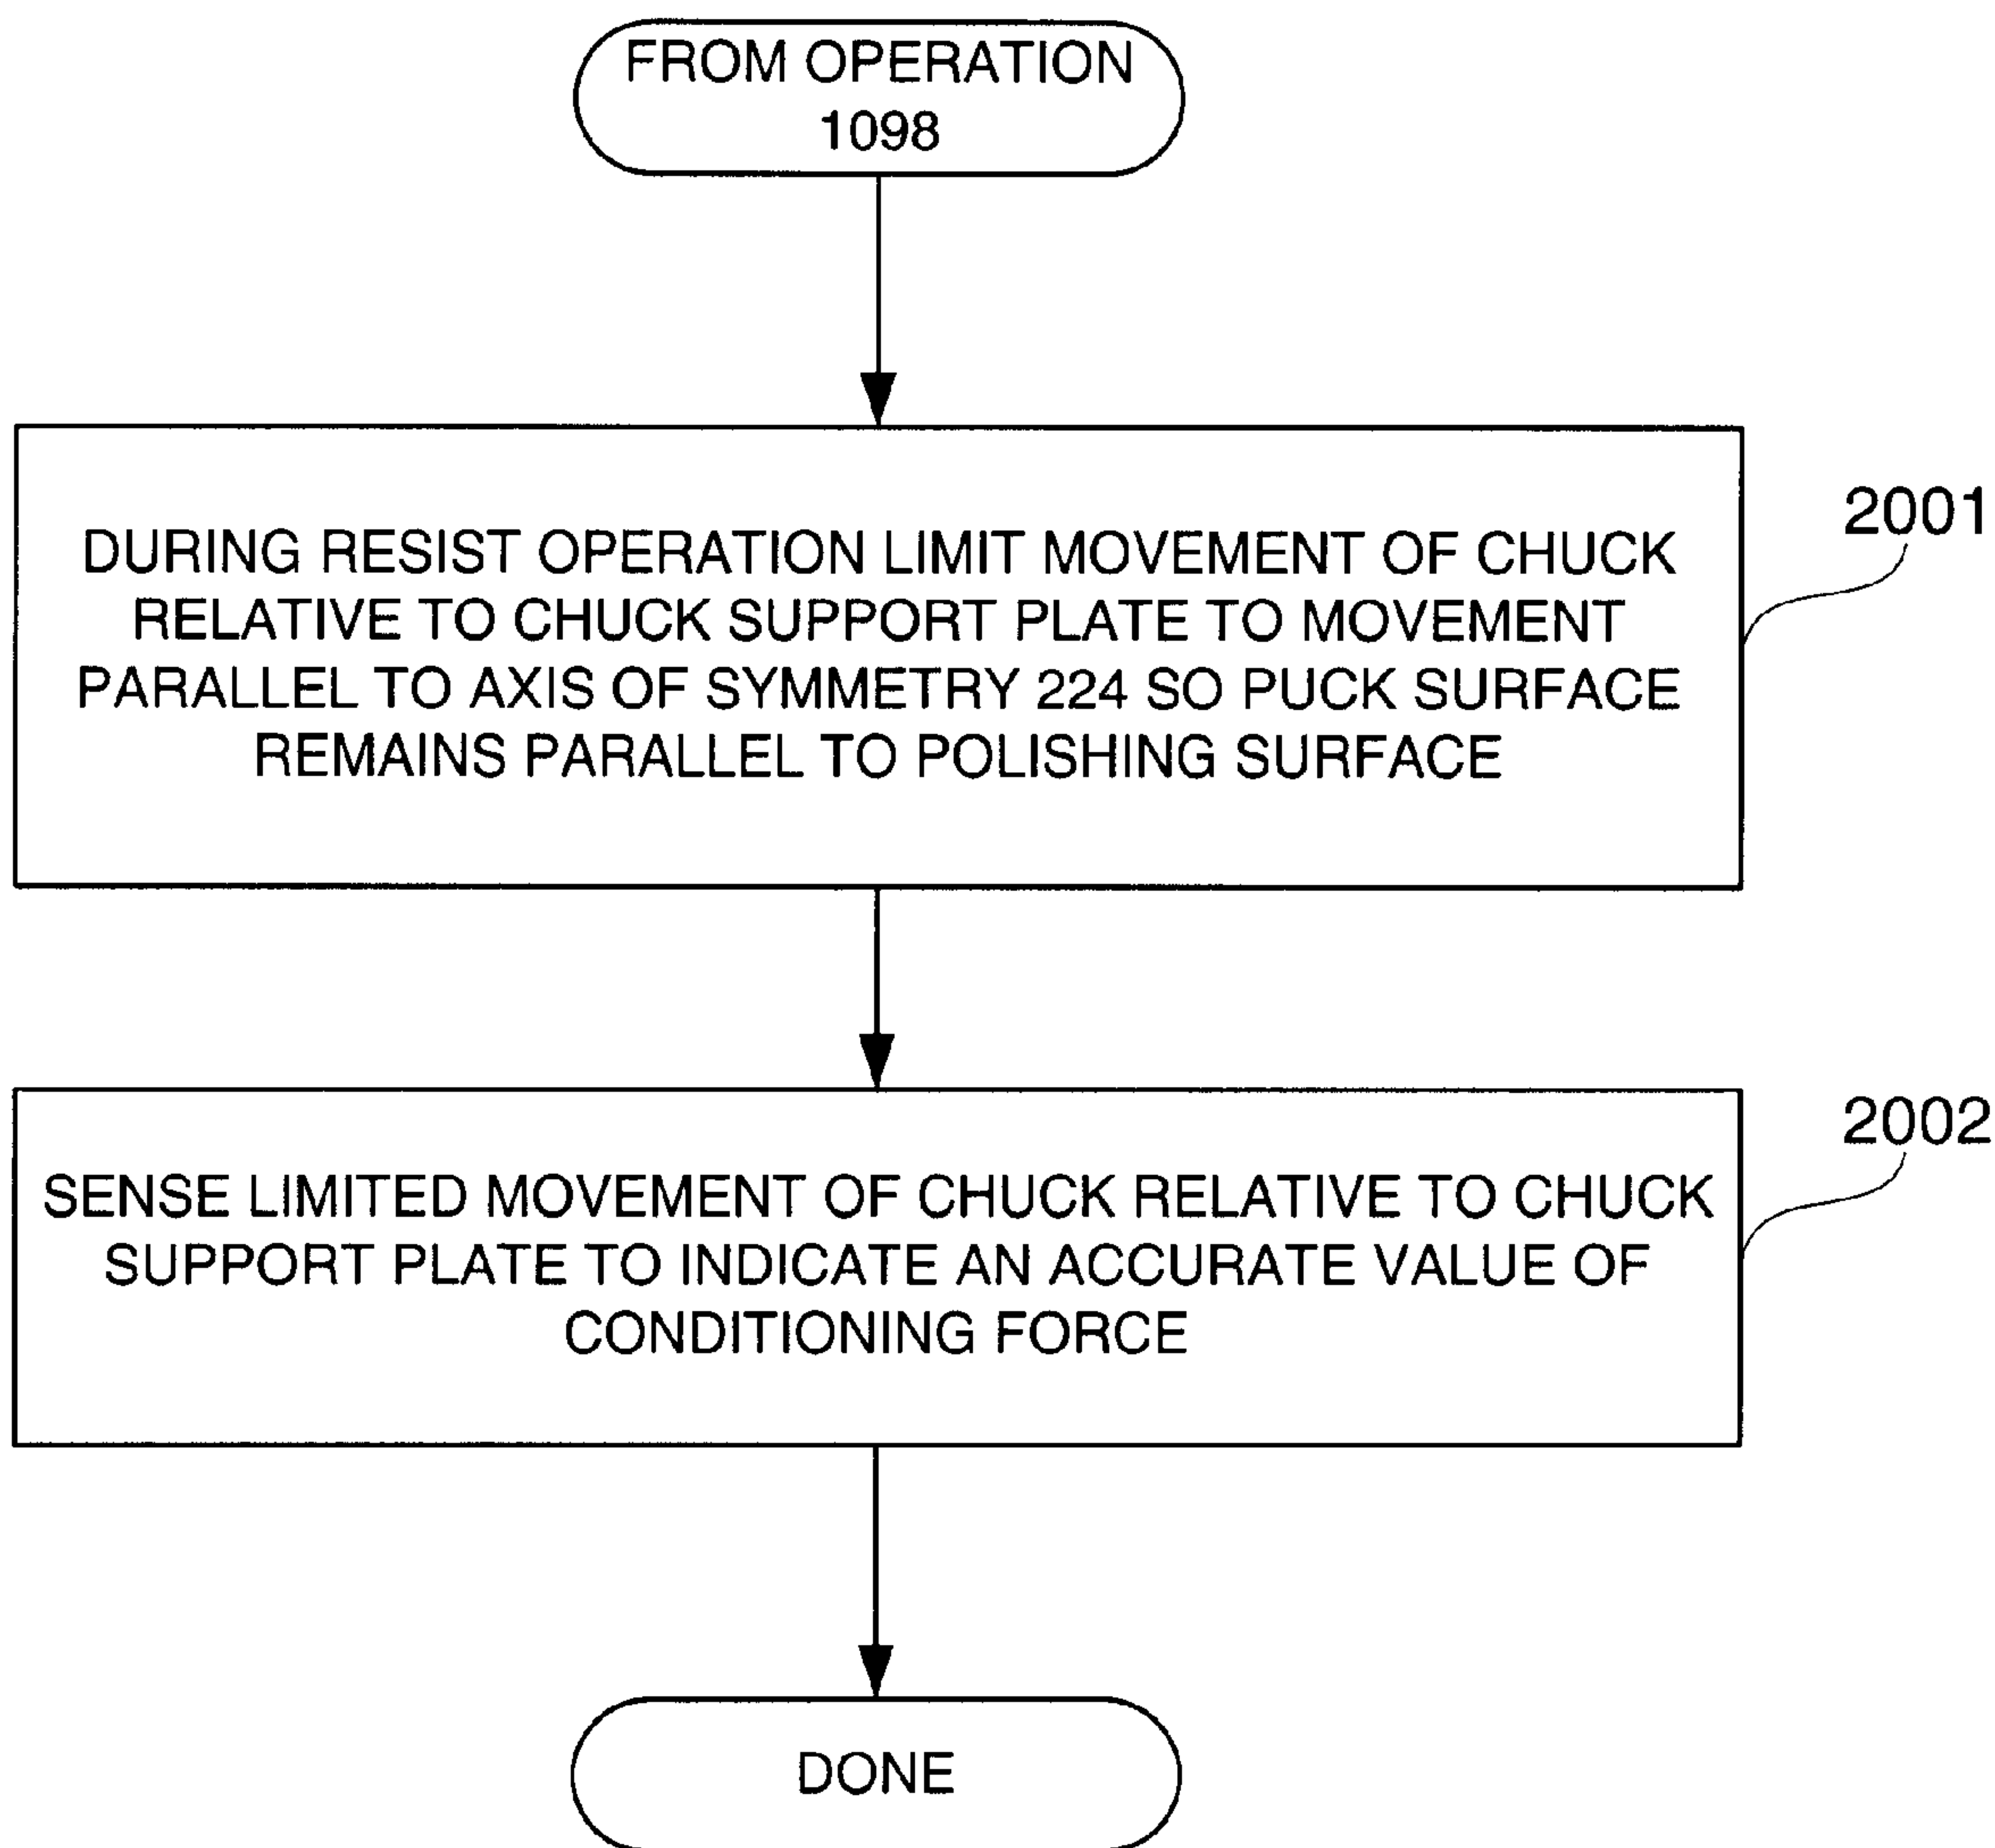 FROM OPERATION
1098
DURING RESIST OPERATION LIMIT MOVEMENT OF CHUCK
RELATIVE TO CHUCK SUPPORT PLATE TO MOVEMENT
PARALLEL TO AXIS OF SYMMETRY 224 SO PUCK SURFACE
REMAINS PARALLEL TO POLISHING SURFACE
2001
SENSE LIMITED MOVEMENT OF CHUCK RELATIVE TO CHUCK
SUPPORT PLATE TO INDICATE AN ACCURATE VALUE OF
CONDITIONING FORCE
2002
DONE